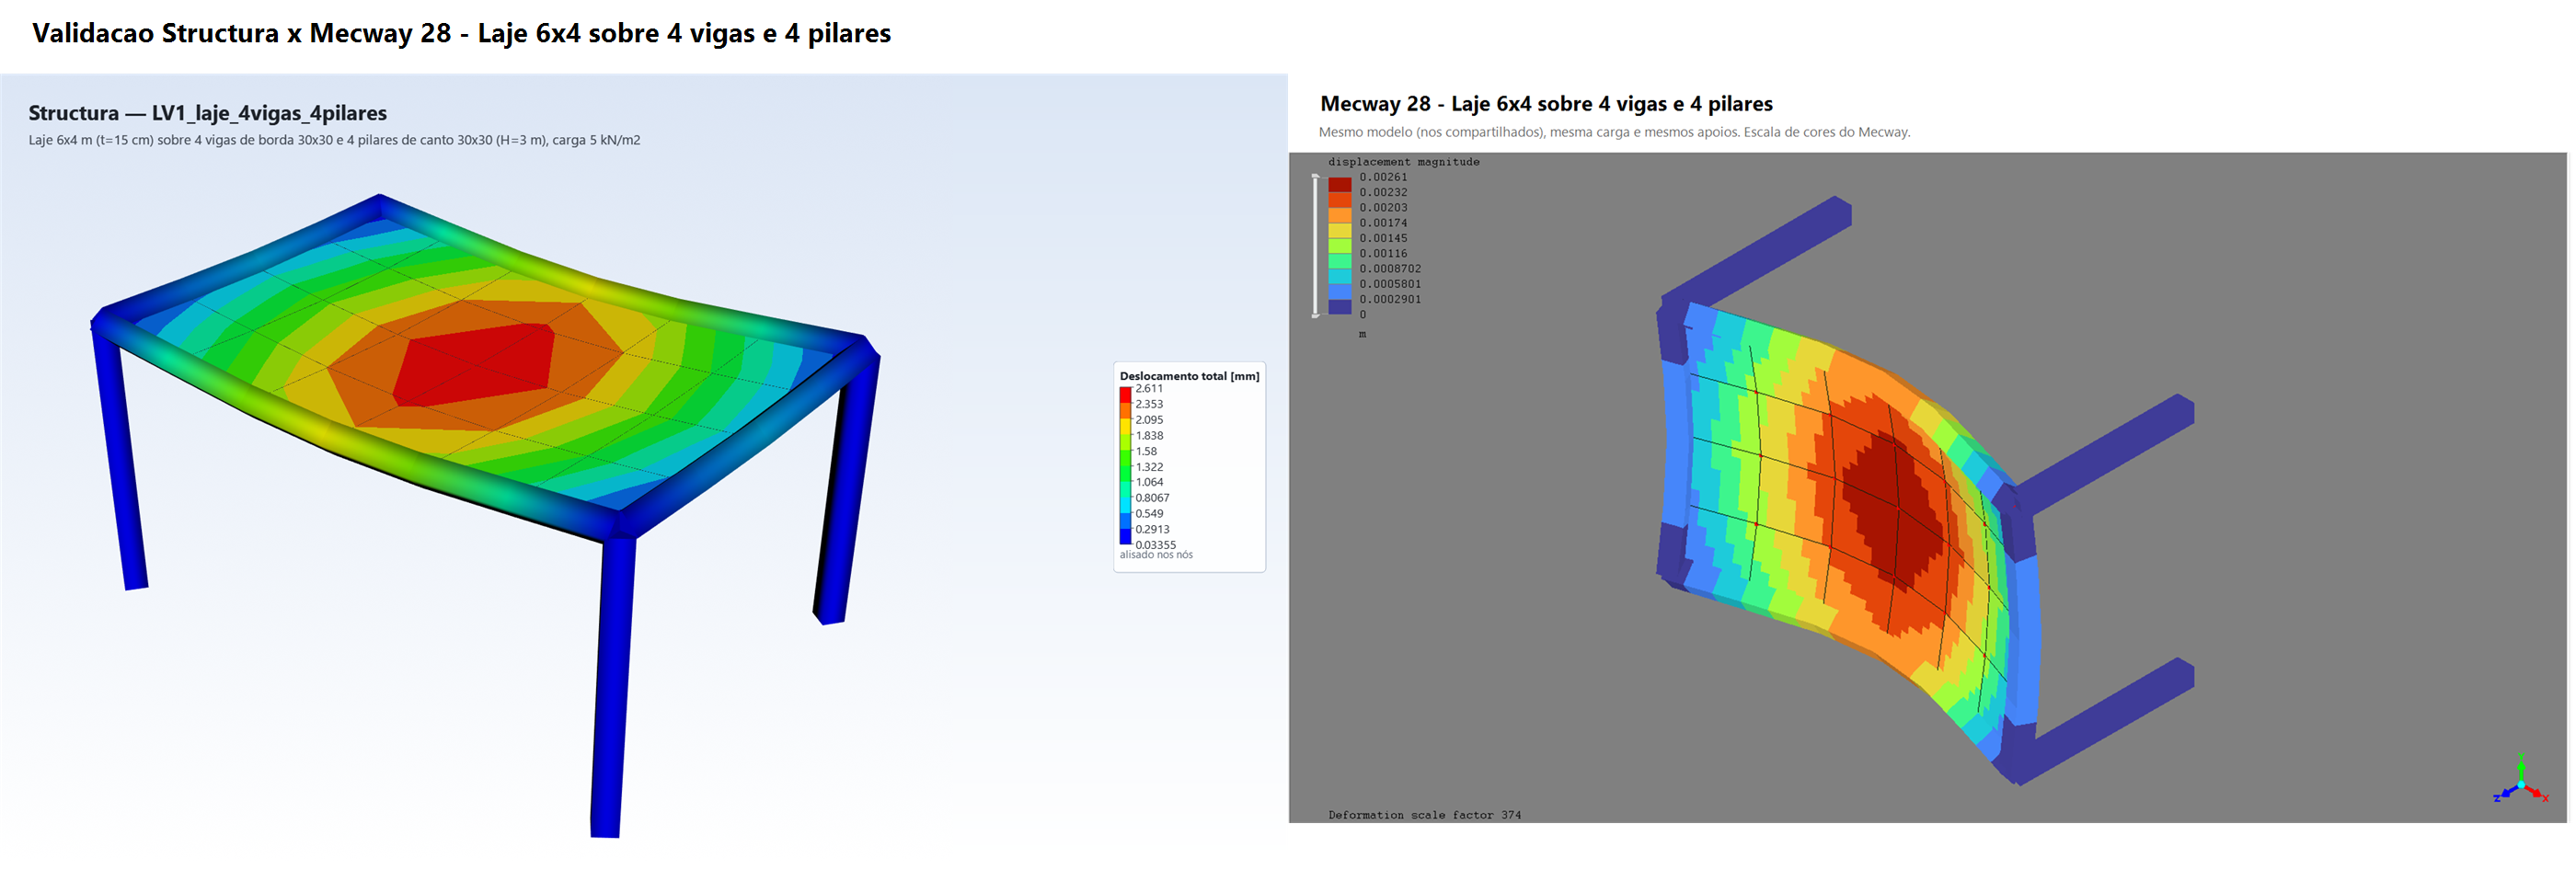 Validacao Structura x Mecway 28 - Laje 6x4 sobre 4 vigas e 4 pilares
Structura — LV1_laje_4vigas_4pilares
Laje 6x4 m (t=15 cm) sobre 4 vigas de borda 30x30 e 4 pilares de canto 30x30 (H=3 m), carga 5 kN/m2
Deslocamento total [mm]
2.611
2.353
2.095
1.838
1.58
1.322
1.064
0.8067
0.549
0.2913
0.03355
alisado nos nós
Mecway 28 - Laje 6x4 sobre 4 vigas e 4 pilares
Mesmo modelo (nos compartilhados), mesma carga e mesmos apoios. Escala de cores do Mecway.
displacement magnitude
0.00261
0.00232
0.00203
0.00174
0.00145
0.00116
0.0008702
0.0005801
0.0002901
0
m
Deformation scale factor 374
Y
Z
X